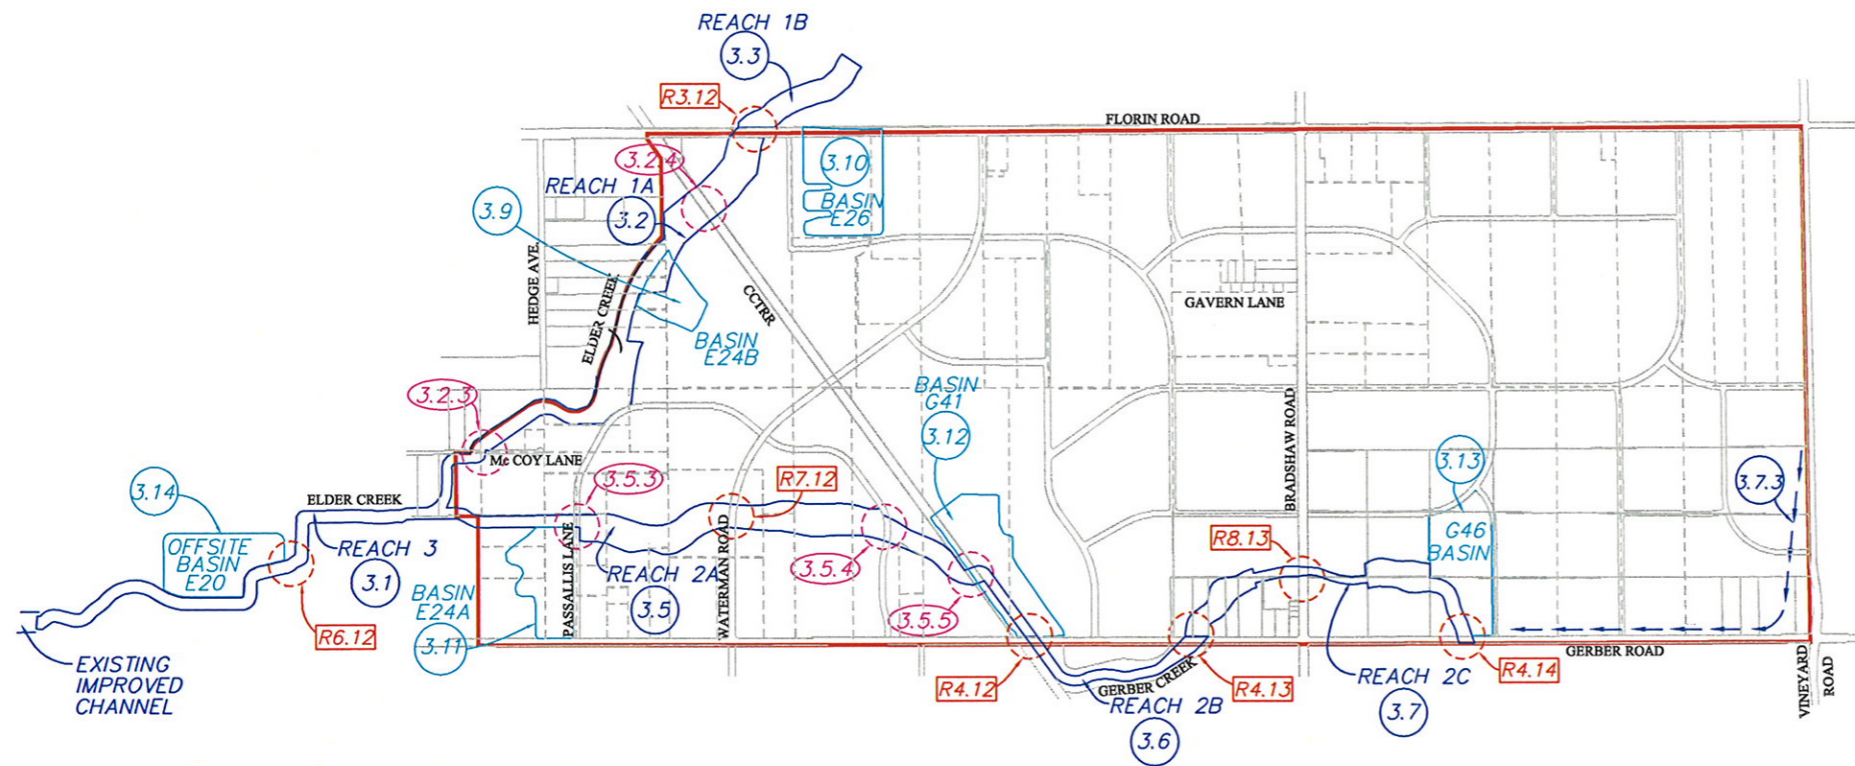 REACH 1B
3.3
R3.12
FLORIN ROAD
3.2.4
3.10
BASIN
E26
REACH 1A
3.2
3.9
HEDGE AVE.
ELDER CREEK
CCTRR
GAVERN LANE
BASIN
E24B
3.2.3
BASIN
G41
3.12
BRADSHAW ROAD
Mc COY LANE
3.13
3.14
3.5.3
R7.12
3.7.3
ELDER CREEK
OFFSITE
BASIN
E20
REACH 3
3.1
PASSALLIS LANE
WATERMAN ROAD
G46
BASIN
R8.13
REACH 2A
3.5
3.5.4
3.5.5
BASIN
E24A
3.11
R6.12
EXISTING
IMPROVED
CHANNEL
R4.12
GERBER CREEK
R4.13
REACH 2B
3.6
REACH 2C
3.7
R4.14
GERBER ROAD
VINEYARD
ROAD